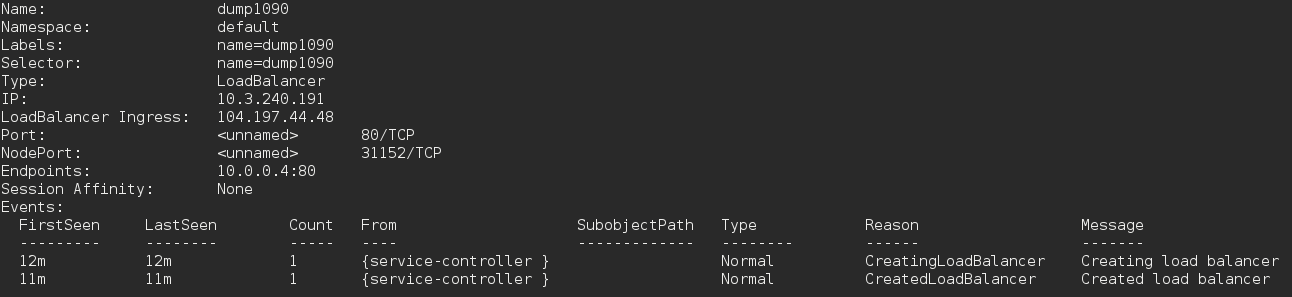 Name: dump1090
Namespace: default
Labels: name=dump1090
Selector: name=dump1090
Type: LoadBalancer
IP: 10.3.240.191
LoadBalancer Ingress: 104.197.44.48
Port: <unnamed> 80/TCP
NodePort: <unnamed> 31152/TCP
Endpoints: 10.0.0.4:80
Session Affinity: None
Events:
FirstSeen LastSeen Count From SubobjectPath Type Reason Message
--------- -------- ----- ---- ------------- -------- ------ -------
12m 12m 1 {service-controller } Normal CreatingLoadBalancer Creating load balancer
11m 11m 1 {service-controller } Normal CreatedLoadBalancer Created load balancer